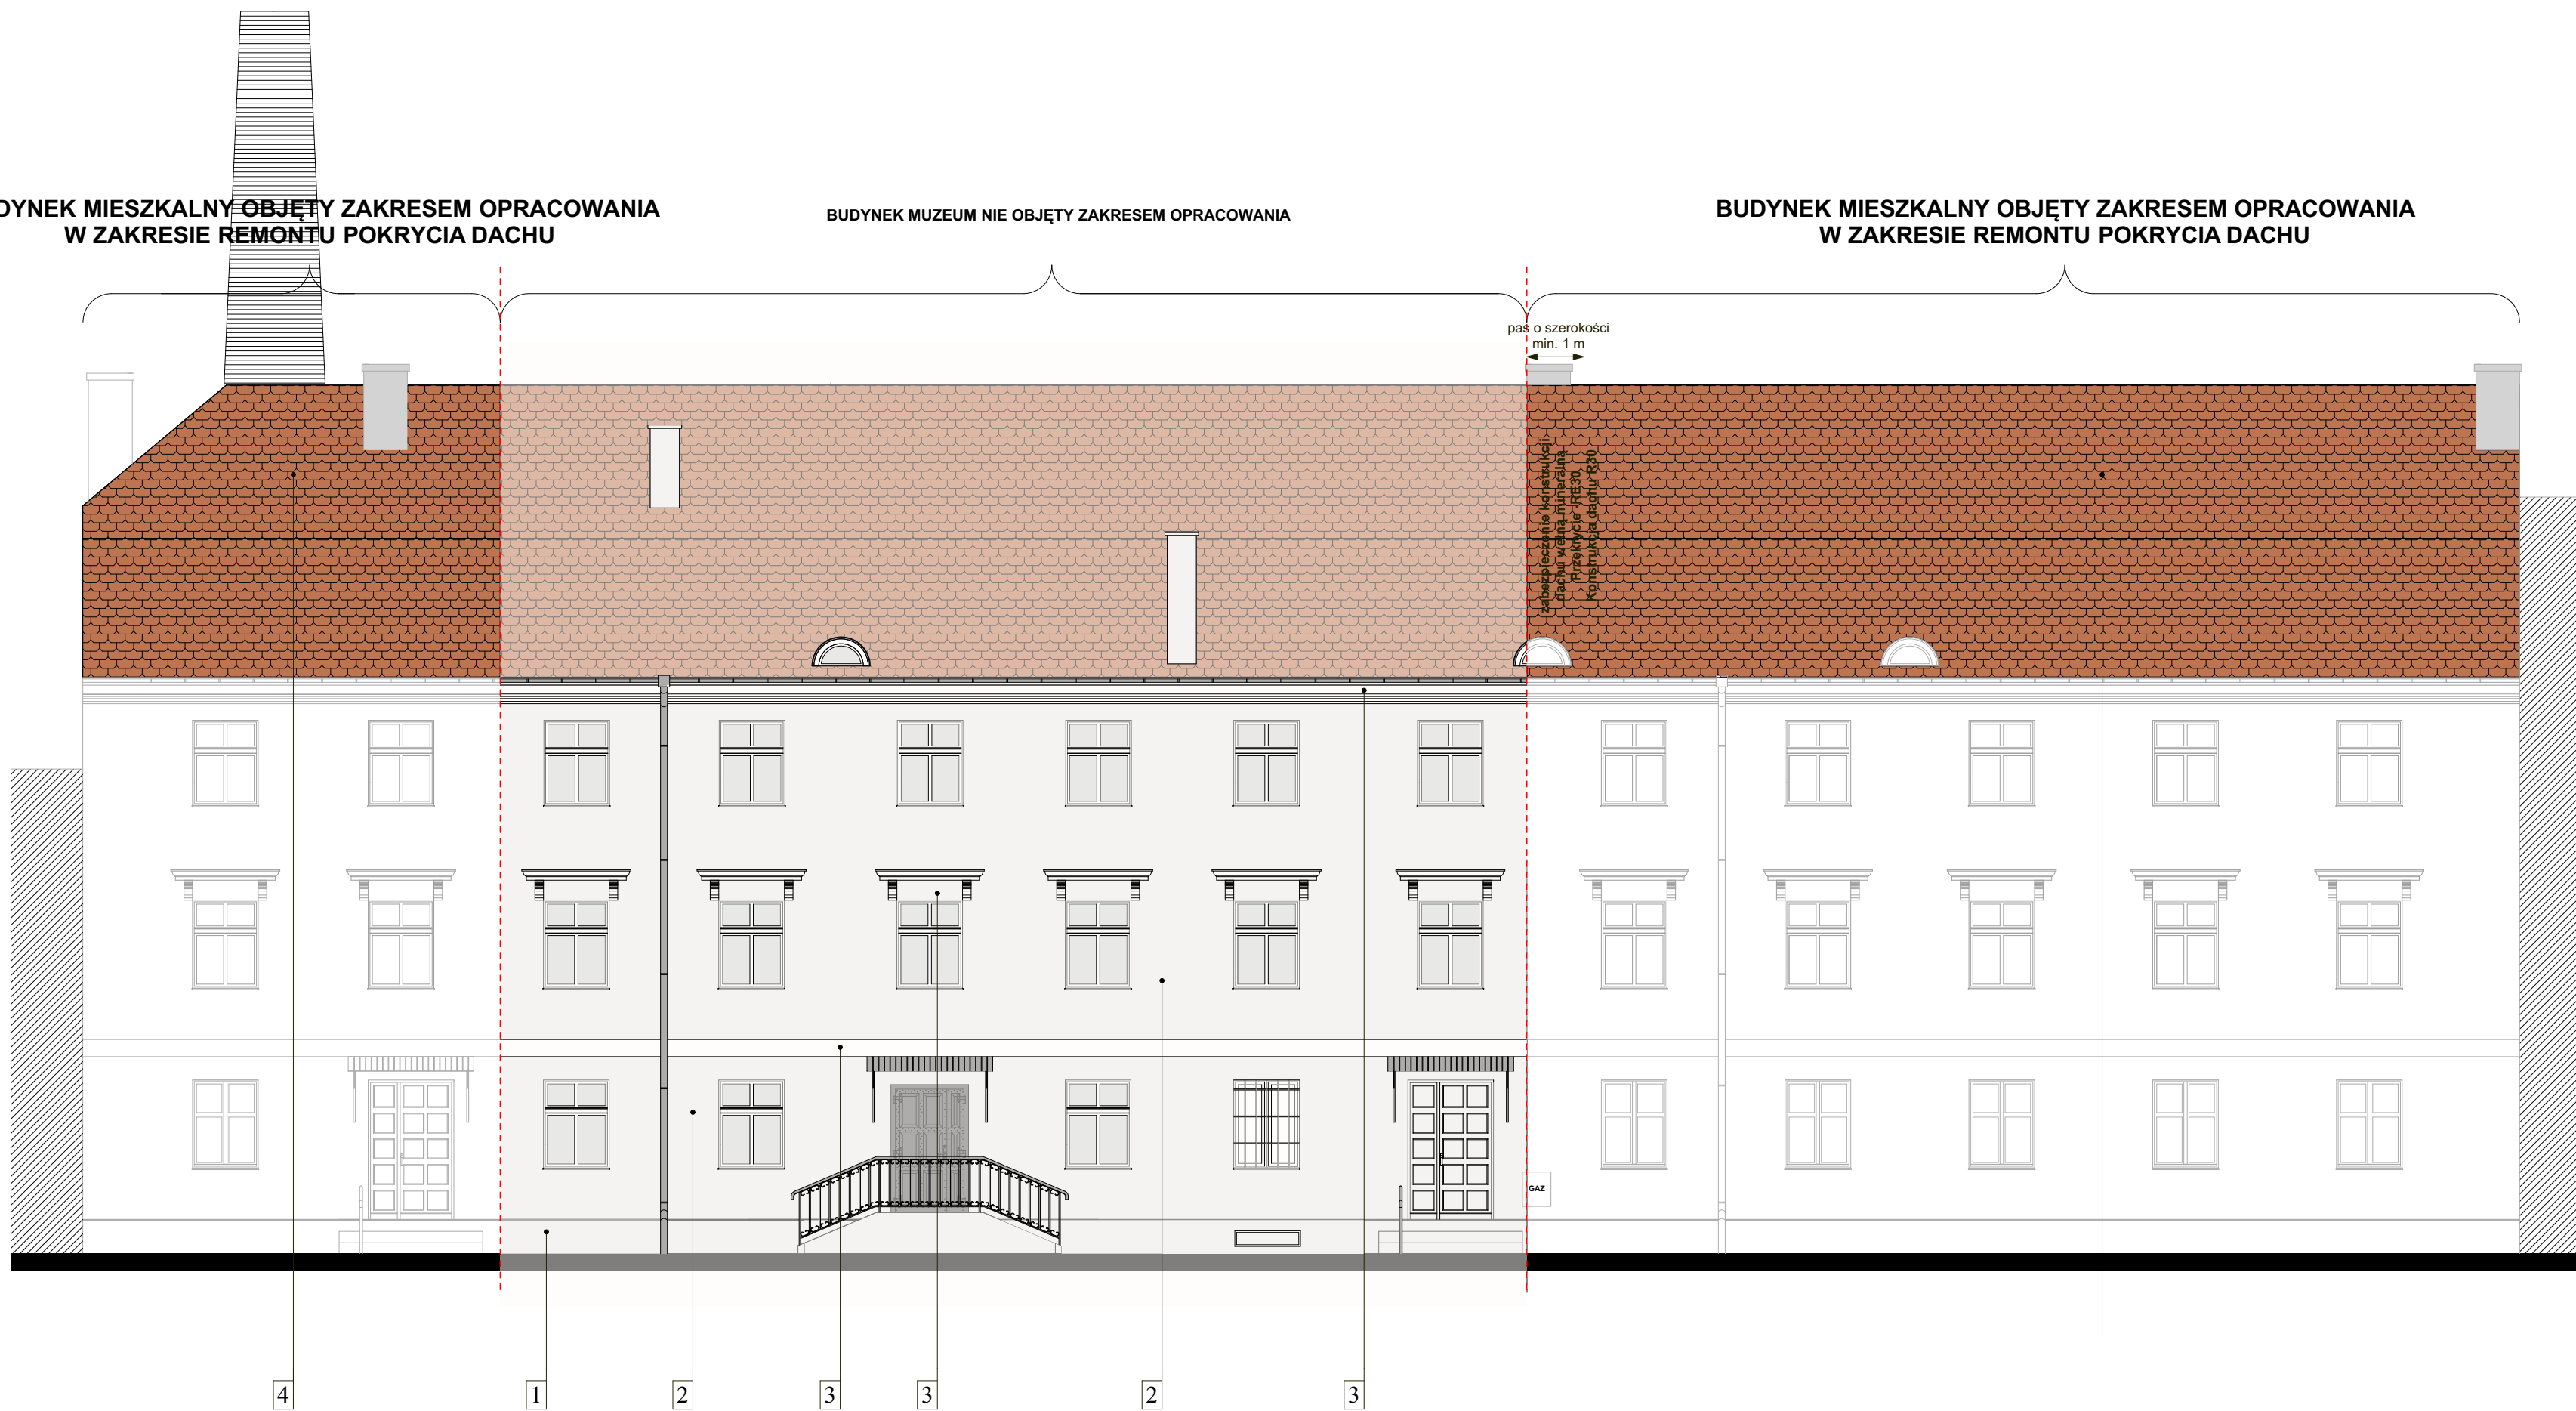 DYNEK MIESZKALNY OBJĘTY ZAKRESEM OPRACOWANIA
W ZAKRESIE REMONTU POKRYCIA DACHU
BUDYNEK MUZEUM NIE OBJĘTY ZAKRESEM OPRACOWANIA
BUDYNEK MIESZKALNY OBJĘTY ZAKRESEM OPRACOWANIA
W ZAKRESIE REMONTU POKRYCIA DACHU
pas o szerokości
min. 1 m
zabezpieczenie konstrukcji
dachu wełną mineralną
Przekrycie -RE30
Konstrukcja dachu R30
GAZ
4
1
2
3
3
2
3